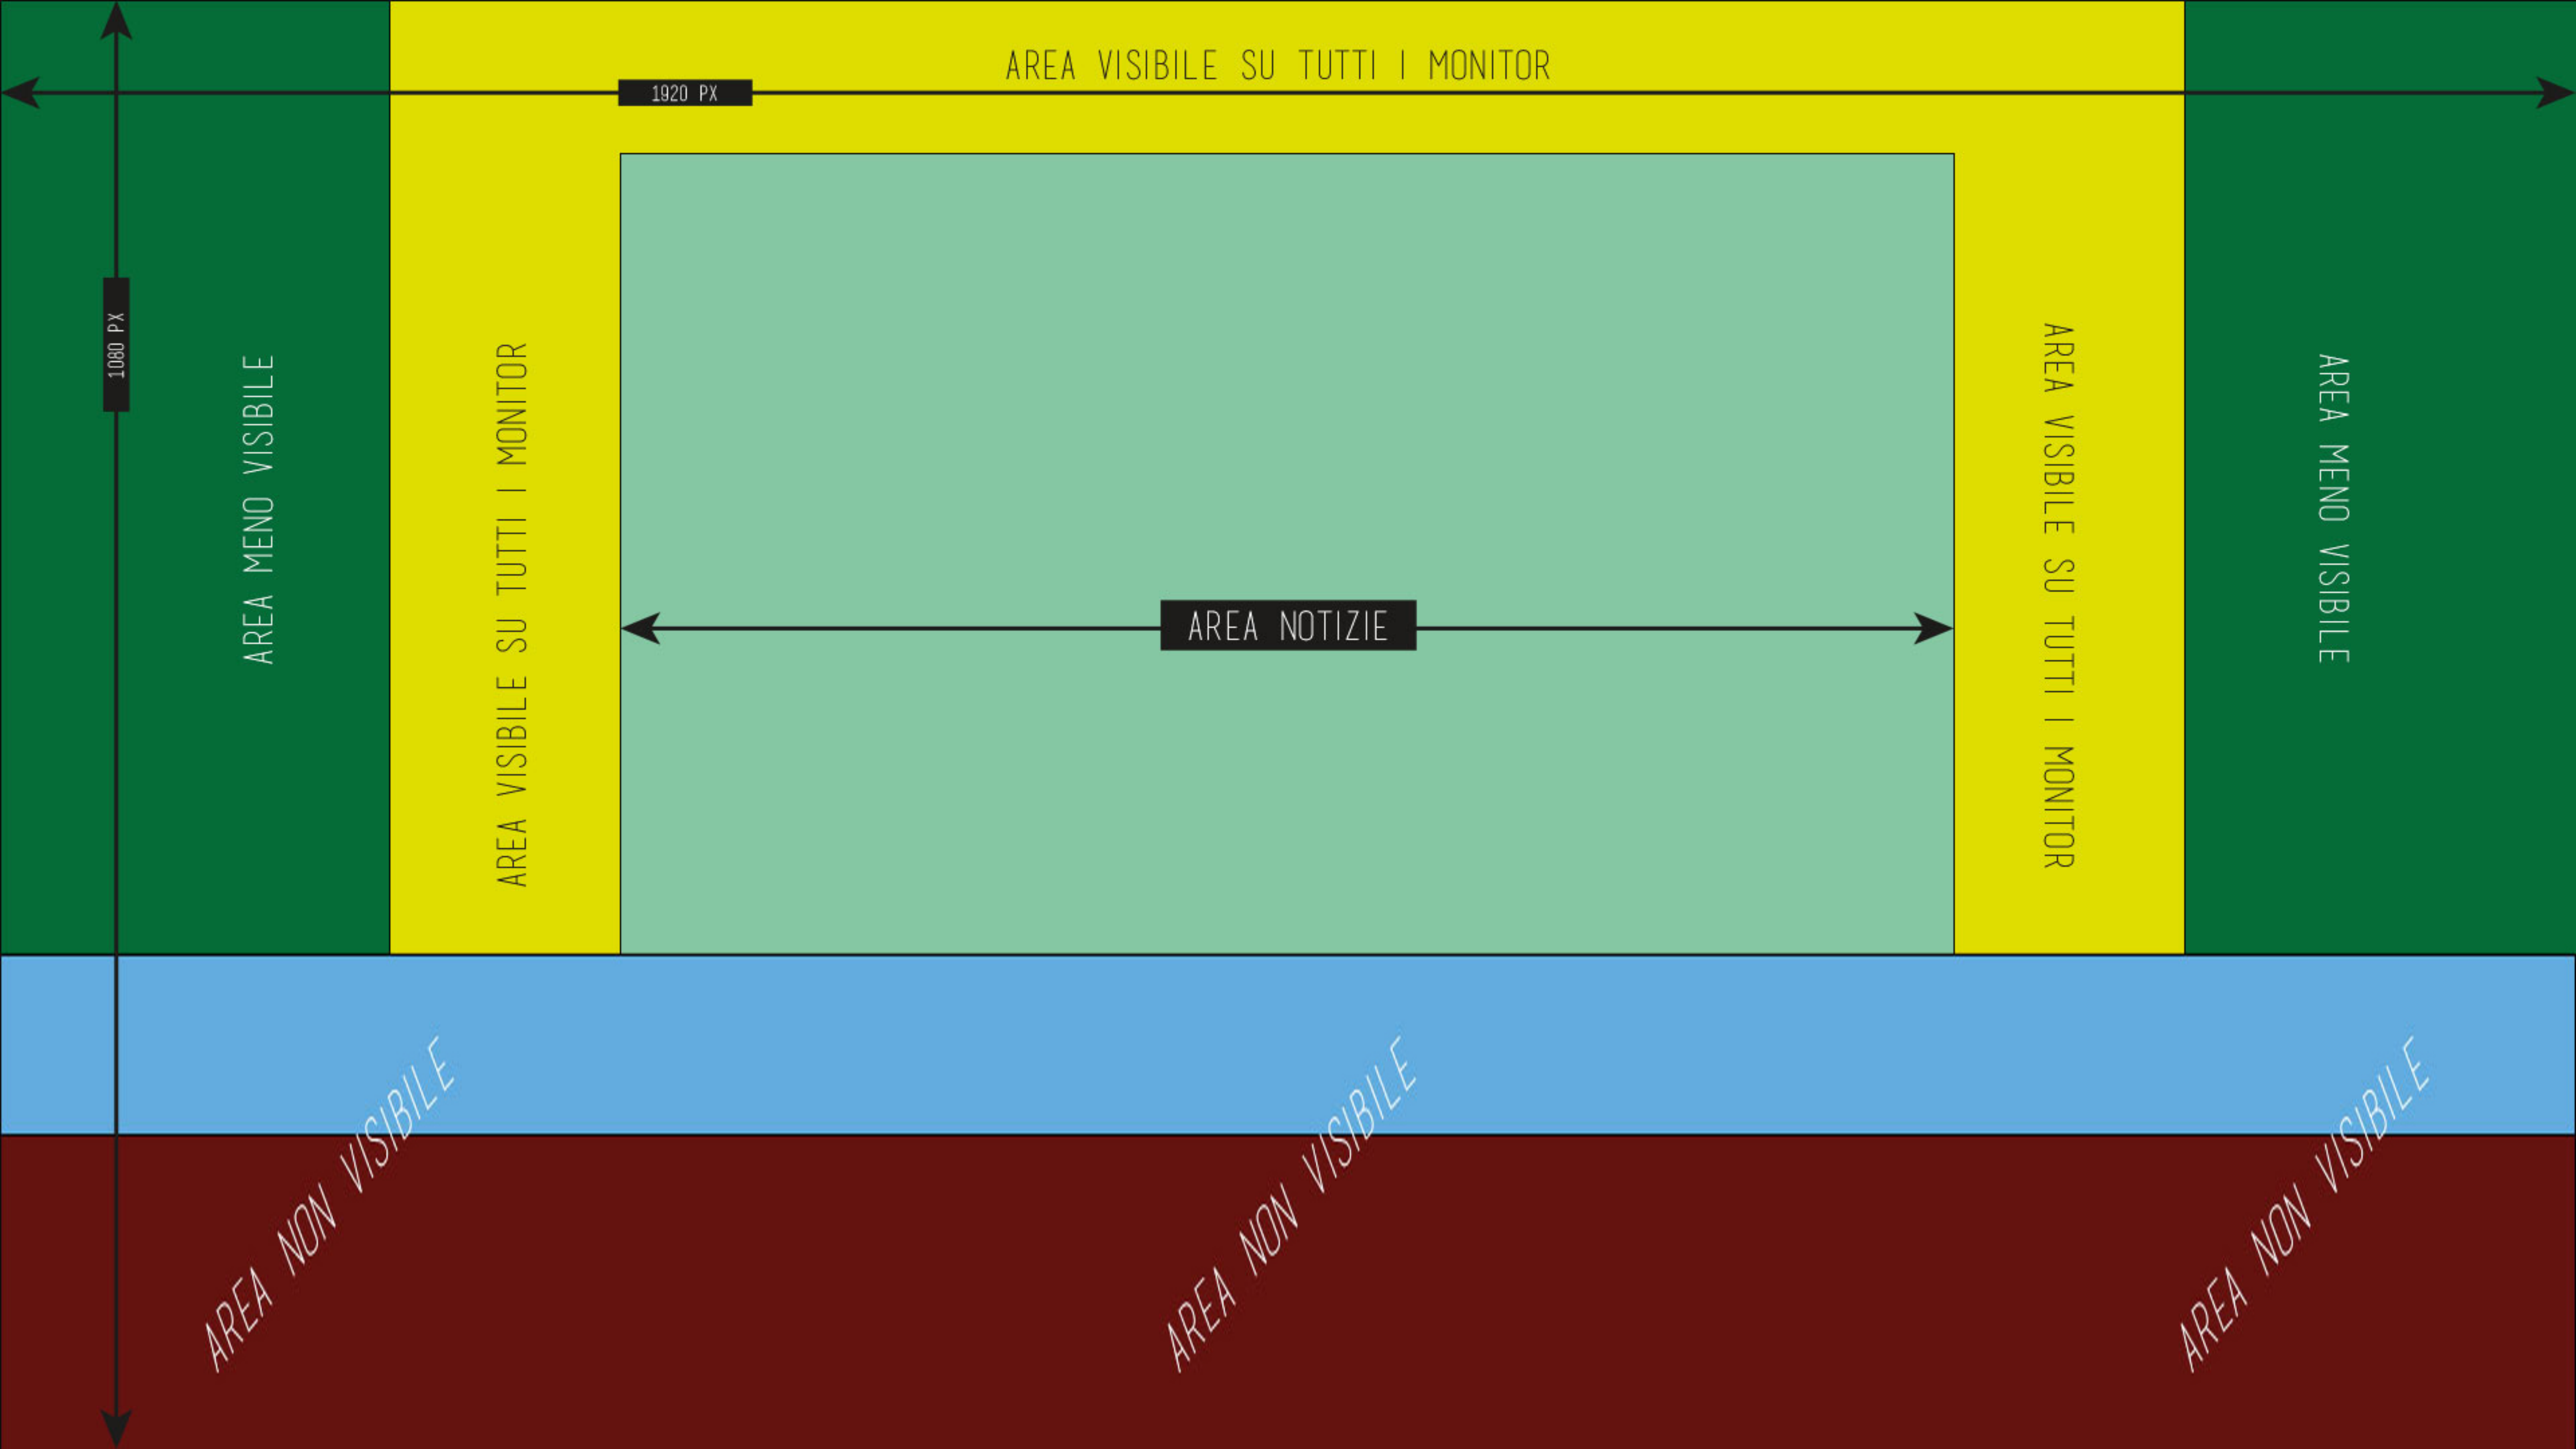 AREA VISIBILE SU TUTTI I MONITOR
1920 PX
1080 PX
AREA MENO VISIBILE
AREA VISIBILE SU TUTTI I MONITOR
AREA NOTIZIE
AREA VISIBILE SU TUTTI I MONITOR
AREA MENO VISIBILE
AREA NON VISIBILE
AREA NON VISIBILE
AREA NON VISIBILE